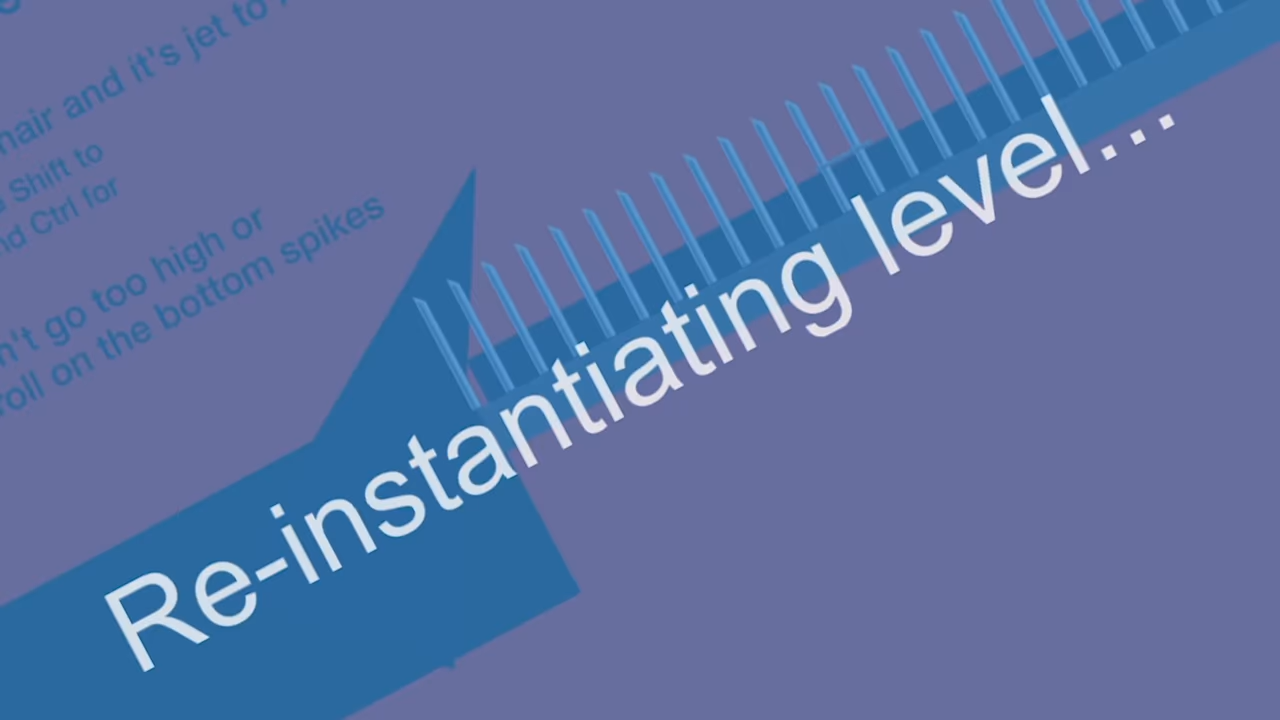 hair and it's jet to
Shift to
nd Ctrl for
n't go too high or
roll on the bottom spikes
Re-instantiating level...